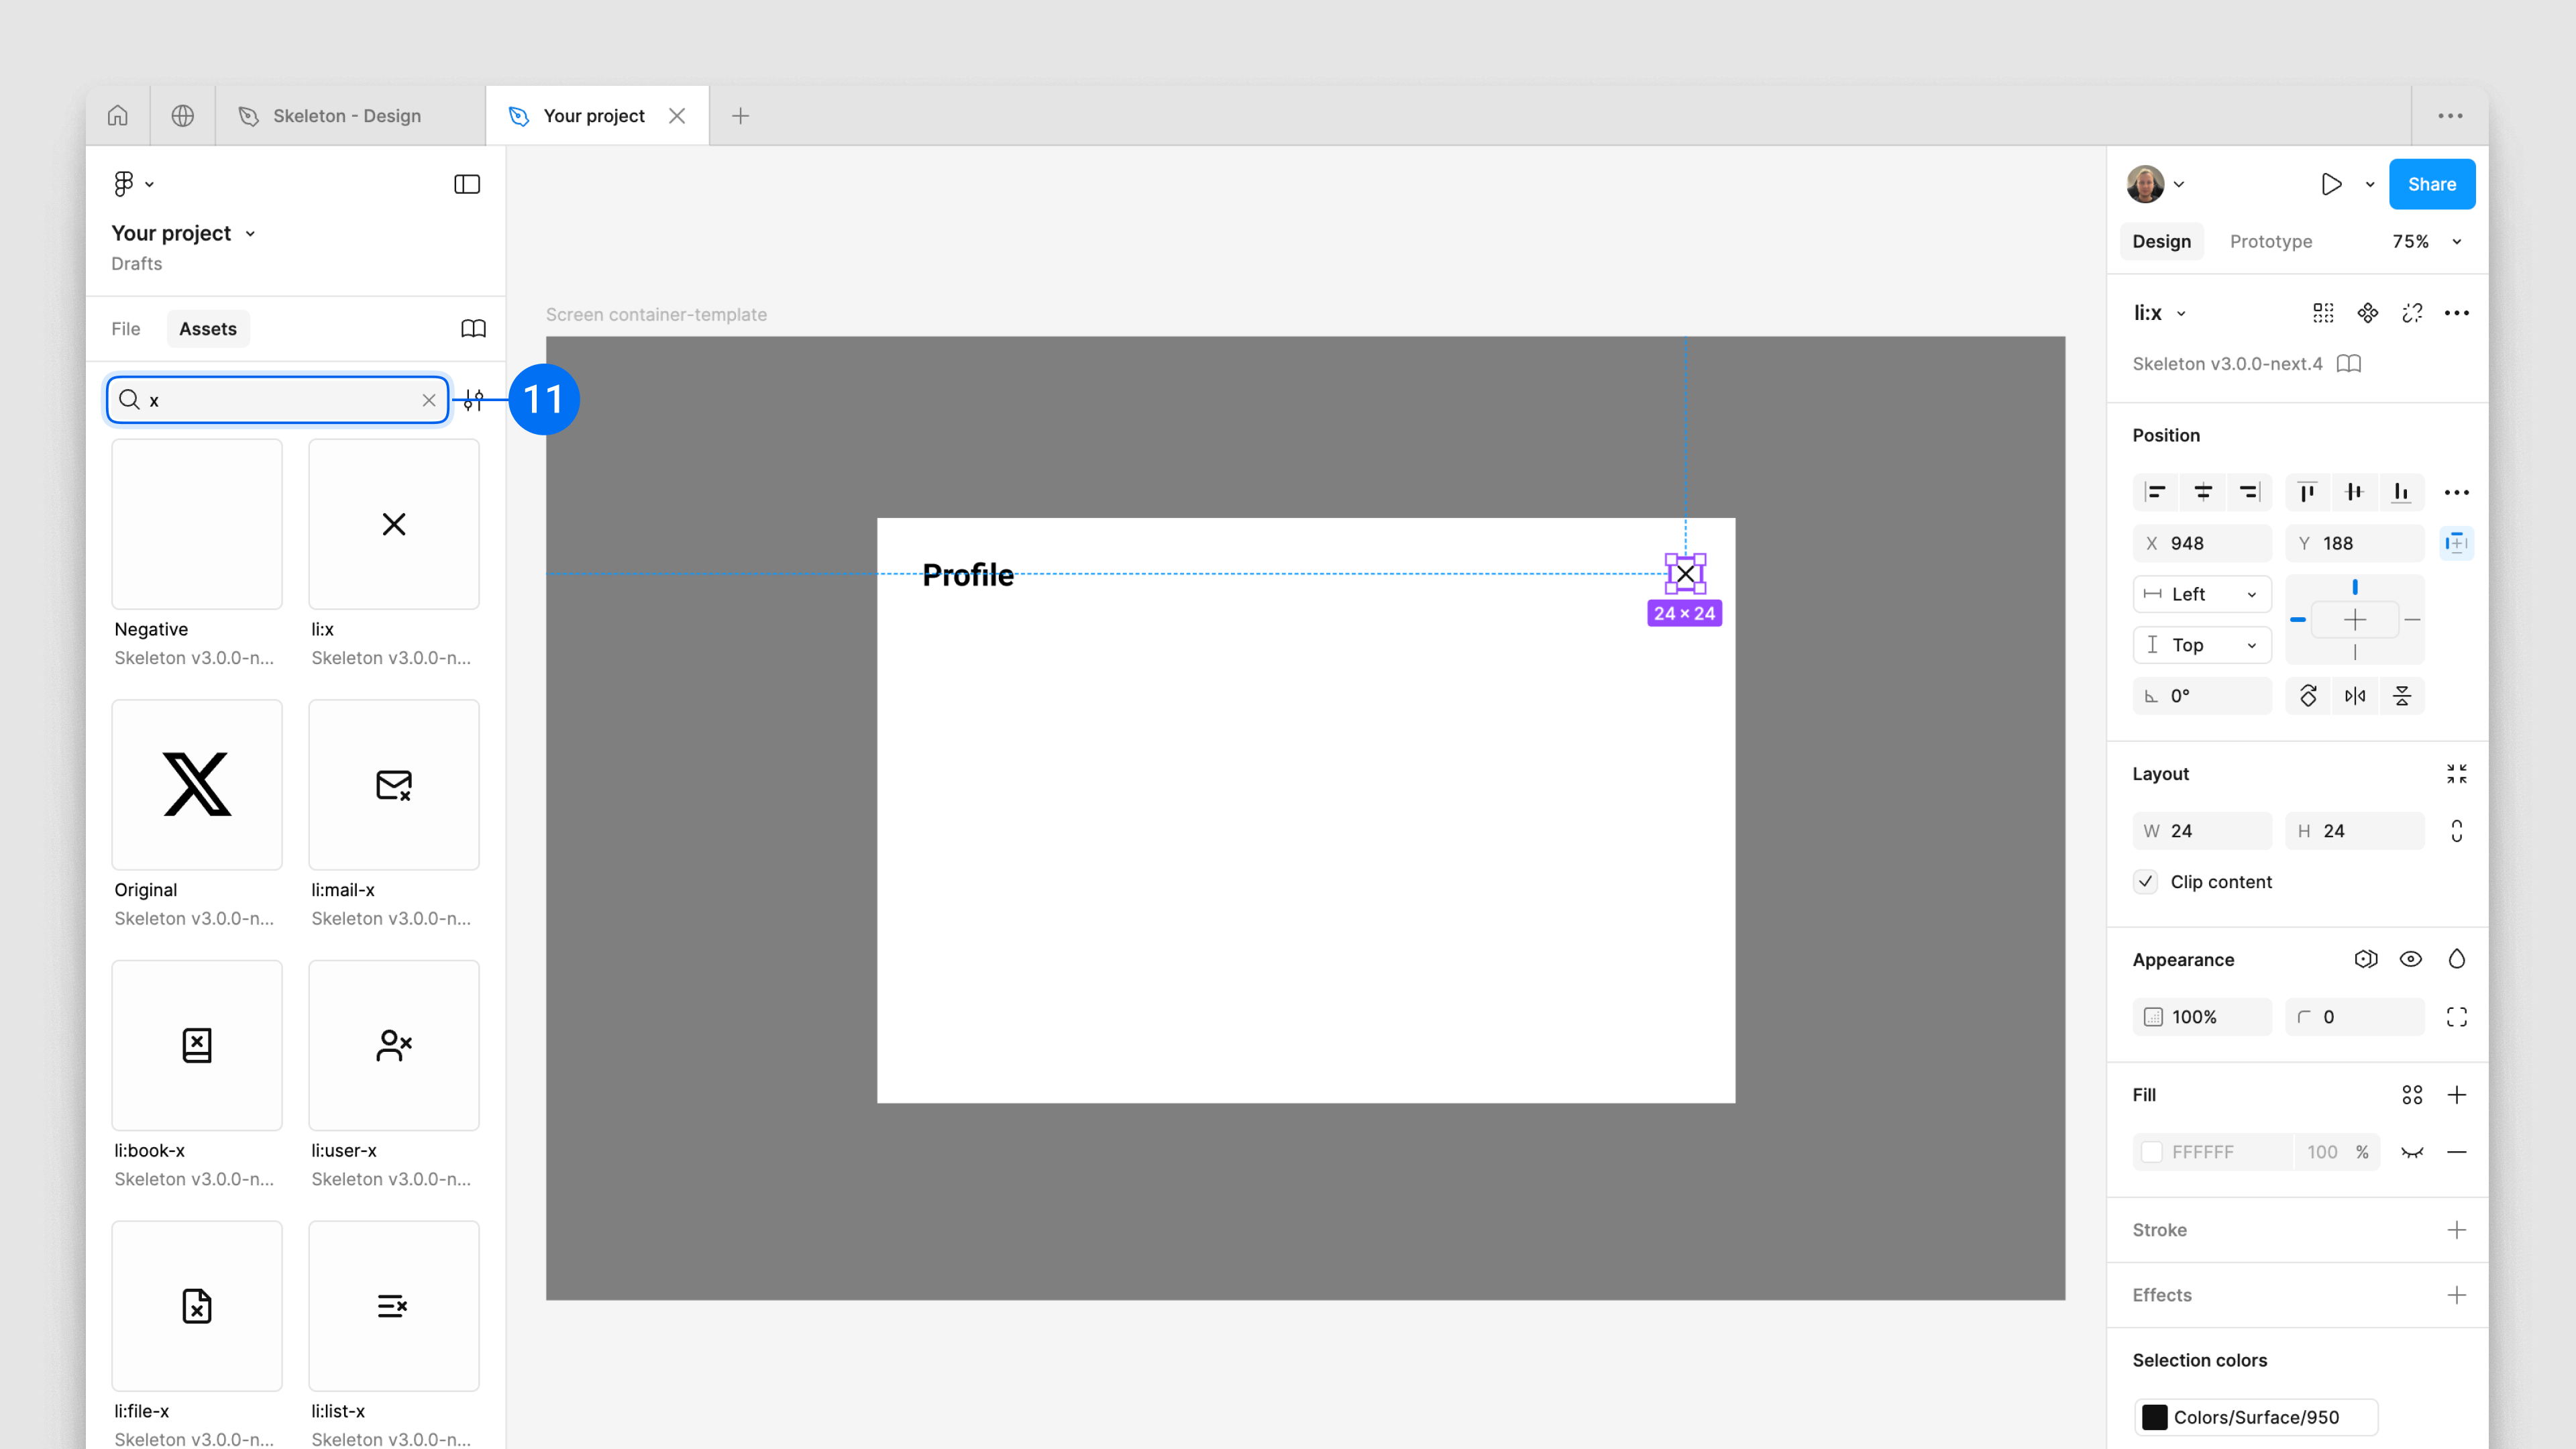 Skeleton - Design
Your project
Your project
Drafts
File
Assets
x
11
Negative
Skeleton v3.0.0-n...
li:x
Skeleton v3.0.0-n...
Original
Skeleton v3.0.0-n...
li:mail-x
Skeleton v3.0.0-n...
li:book-x
Skeleton v3.0.0-n...
li:user-x
Skeleton v3.0.0-n...
li:file-x
Skeleton v3.0.0-n...
li:list-x
Skeleton v3.0.0-n...
Screen container-template
Profile
24 × 24
Share
Design
Prototype
75%
li:x
Skeleton v3.0.0-next.4
Position
X 948
Y 188
Left
Top
0°
Layout
W 24
H 24
Clip content
Appearance
100%
0
Fill
FFFFFF
100 %
Stroke
Effects
Selection colors
Colors/Surface/950